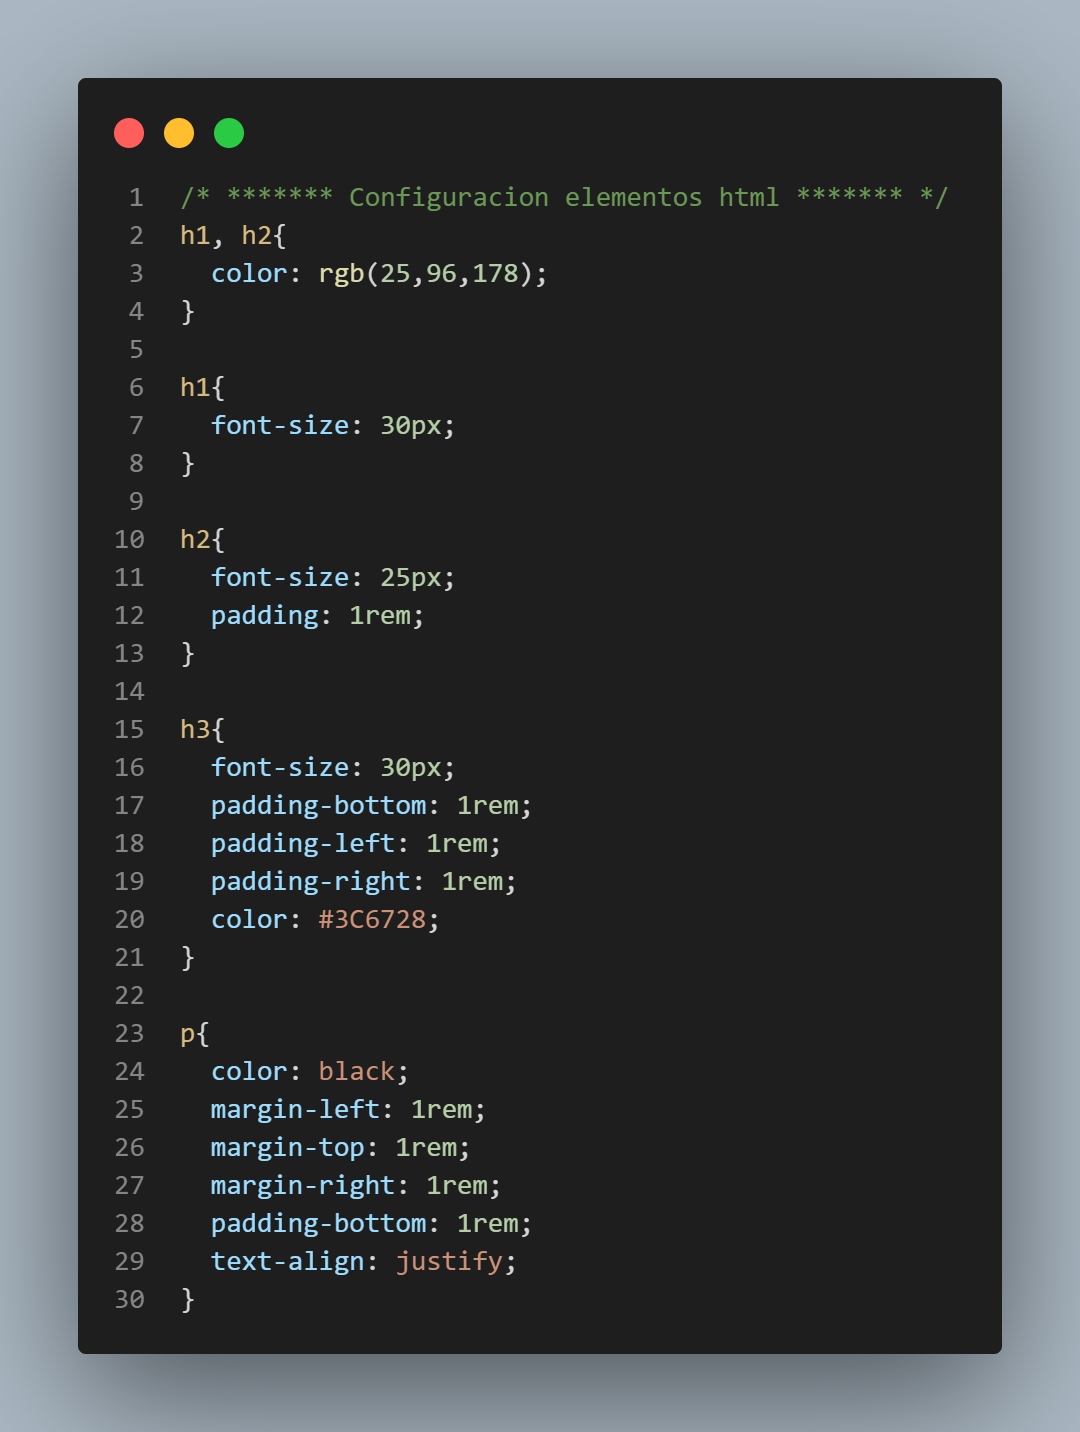 1 /* ******* Configuracion elementos html ******* */
2 h1, h2{
3   color: rgb(25,96,178);
4 }
5
6 h1{
7   font-size: 30px;
8 }
9
10 h2{
11   font-size: 25px;
12   padding: 1rem;
13 }
14
15 h3{
16   font-size: 30px;
17   padding-bottom: 1rem;
18   padding-left: 1rem;
19   padding-right: 1rem;
20   color: #3C6728;
21 }
22
23 p{
24   color: black;
25   margin-left: 1rem;
26   margin-top: 1rem;
27   margin-right: 1rem;
28   padding-bottom: 1rem;
29   text-align: justify;
30 }